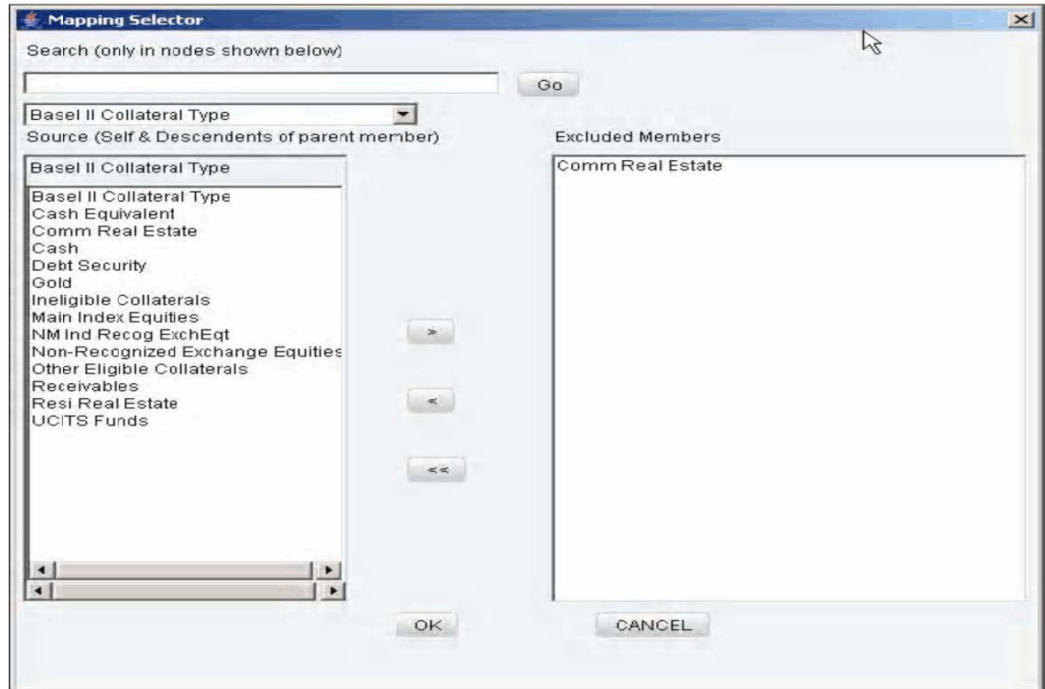 Mapping Selector
Search (only in nodes shown below)
Go
Basel II Collateral Type
Source (Self & Descendents of parent member)
Excluded Members
Basel II Collateral Type
Basel II Collateral Type
Cash Equivalent
Comm Real Estate
Cash
Debt Security
Gold
Ineligible Collaterals
Main Index Equities
NM Ind Recog ExchEqt
Non-Recognized Exchange Equities
Other Eligible Collaterals
Receivables
Resi Real Estate
UCITS Funds
Comm Real Estate
>
<
<<
OK
CANCEL